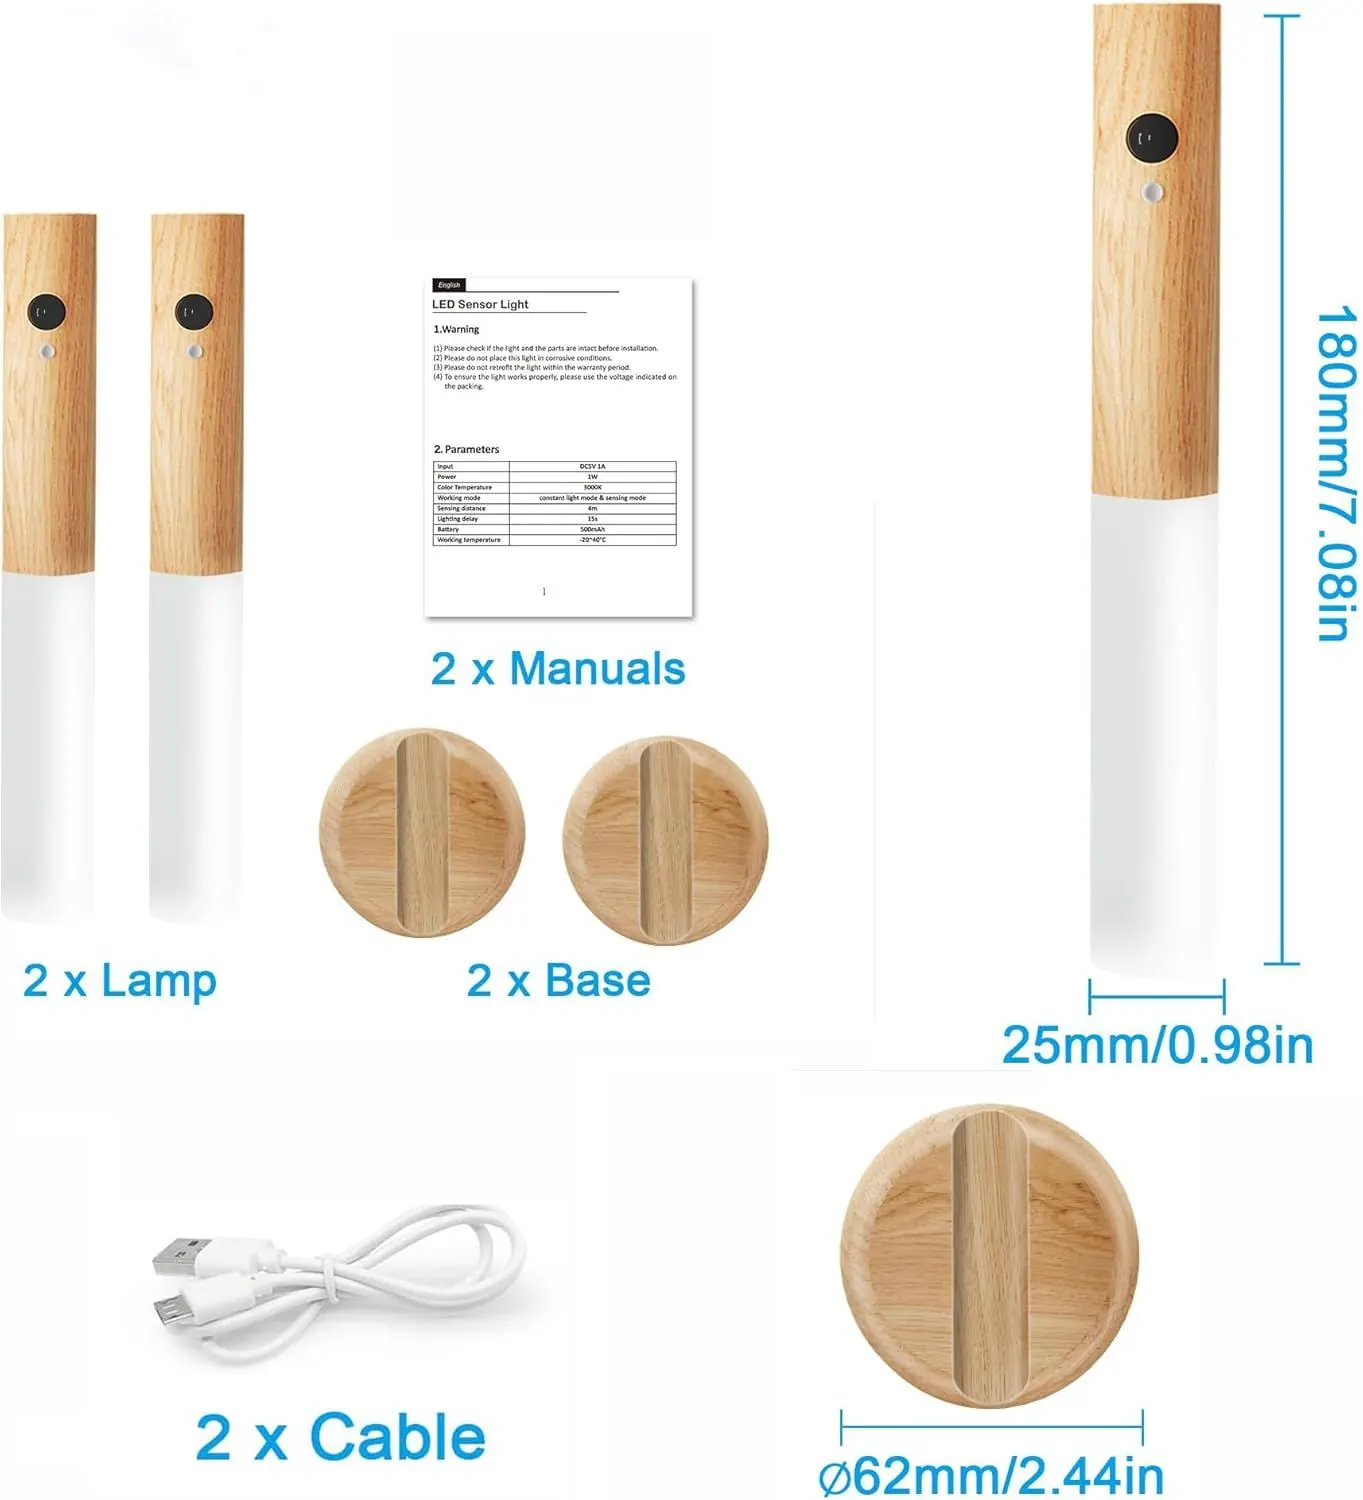 English
LED Sensor Light
1.Warning
(1) Please check if the light and the parts are intact before installation.
(2) Please do not place this light in corrosive conditions.
(3) Please do not retrofit the light within the warranty period.
(4) To ensure the light works properly, please use the voltage indicated on
the packing.
2. Parameters
Input DC5V 1A
Power 1W
Color Temperature 3000K
Working mode constant light mode & sensing mode
Sensing distance 4m
Lighting delay 15s
Battery 500mAh
Working temperature -20~40°C
1
2 x Manuals
2 x Lamp
2 x Base
180mm/7.08in
25mm/0.98in
2 x Cable
⌀62mm/2.44in